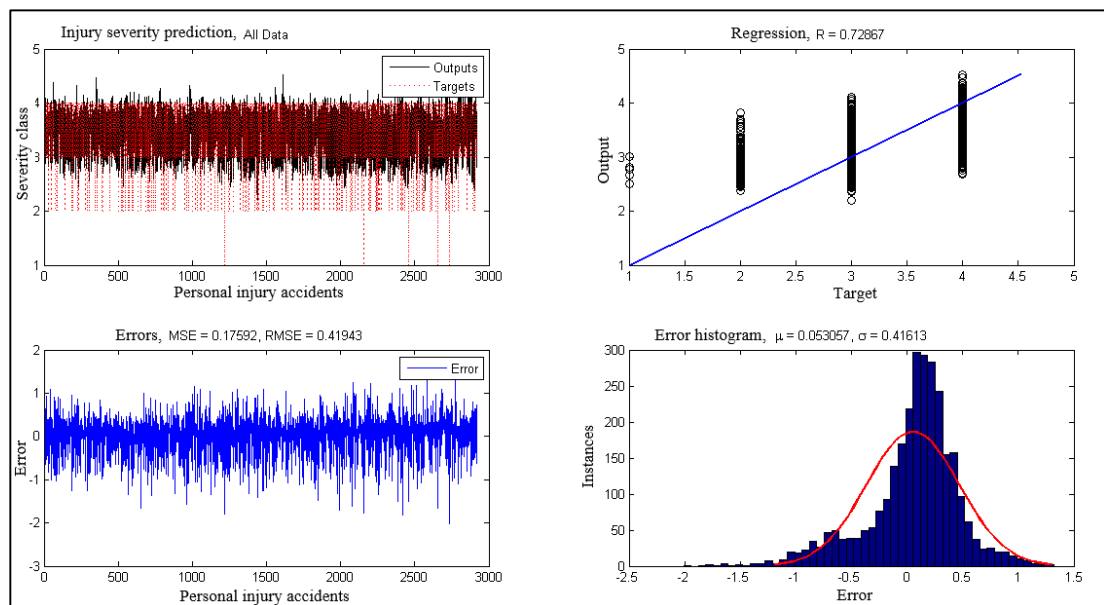 Injury severity prediction, All Data
5
4
3
2
1
Severity class
Outputs
Targets
0 500 1000 1500 2000 2500 3000
Personal injury accidents
Regression, R = 0.72867
5
4
3
2
1
Output
1 1.5 2 2.5 3 3.5 4 4.5 5
Target
Errors, MSE = 0.17592, RMSE = 0.41943
2
1
0
-1
-2
-3
Error
Error
0 500 1000 1500 2000 2500 3000
Personal injury accidents
Error histogram, μ = 0.053057, σ = 0.41613
300
250
200
150
100
50
0
Instances
-2.5 -2 -1.5 -1 -0.5 0 0.5 1 1.5
Error